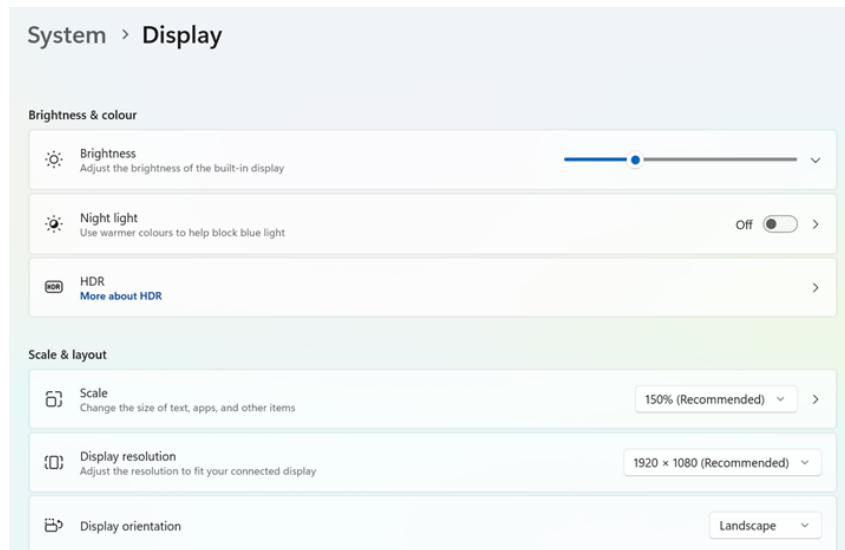 System > Display
Brightness & colour
Brightness
Adjust the brightness of the built-in display
Night light
Use warmer colours to help block blue light
Off
HDR
HDR
More about HDR
Scale & layout
Scale
Change the size of text, apps, and other items
150% (Recommended)
Display resolution
Adjust the resolution to fit your connected display
1920 × 1080 (Recommended)
Display orientation
Landscape